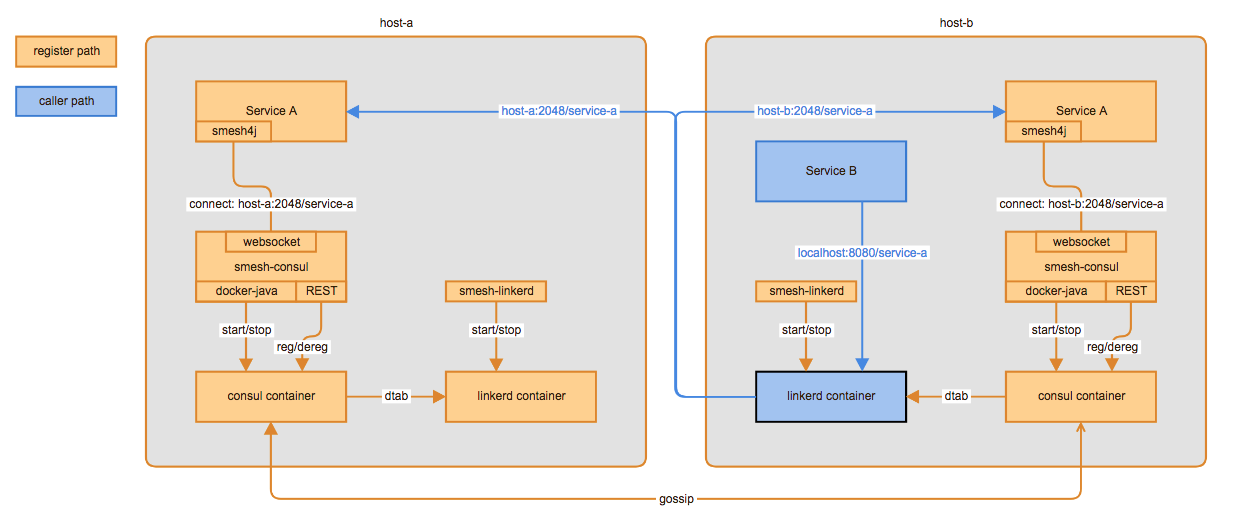 host-a
host-b
register path
caller path
Service A
smesh4j
host-a:2048/service-a
host-b:2048/service-a
Service A
smesh4j
Service B
connect: host-a:2048/service-a
connect: host-b:2048/service-a
websocket
smesh-consul
docker-java
REST
smesh-linkerd
localhost:8080/service-a
smesh-linkerd
websocket
smesh-consul
docker-java
REST
start/stop
reg/dereg
start/stop
start/stop
start/stop
reg/dereg
consul container
dtab
linkerd container
linkerd container
dtab
consul container
gossip